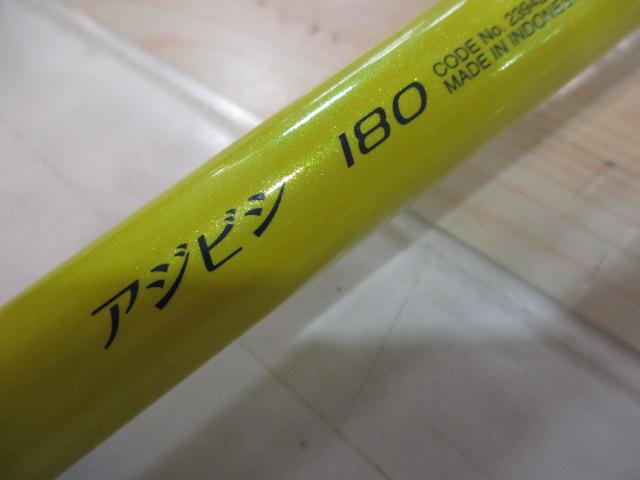 アジビシ 180
CODE No.
MADE IN INDONES